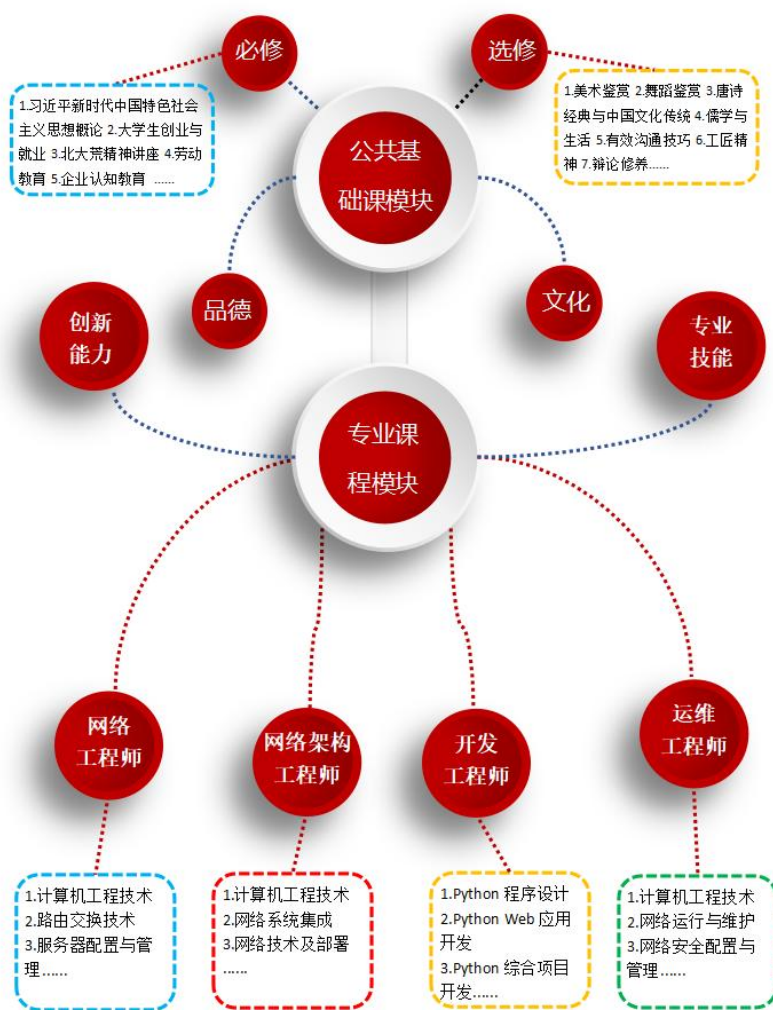 必修
选修
1.习近平新时代中国特色社会
主义思想概论 2.大学生创业与
就业 3.北大荒精神讲座 4.劳动
教育 5.企业认知教育 ……
1.美术鉴赏 2.舞蹈鉴赏 3.唐诗
经典与中国文化传统 4.儒学与
生活 5.有效沟通技巧 6.工匠精
神 7.辩论修养……
公共基
础课模块
品德
文化
创新
能力
专业
技能
专业课
程模块
网络
工程师
网络架构
工程师
开发
工程师
运维
工程师
1.计算机工程技术
2.路由交换技术
3.服务器配置与管
理……
1.计算机工程技术
2.网络系统集成
3.网络技术及部署
……
1.Python 程序设计
2.Python Web 应用
开发
3.Python 综合项目
开发……
1.计算机工程技术
2.网络运行与维护
3.网络安全配置与
管理……